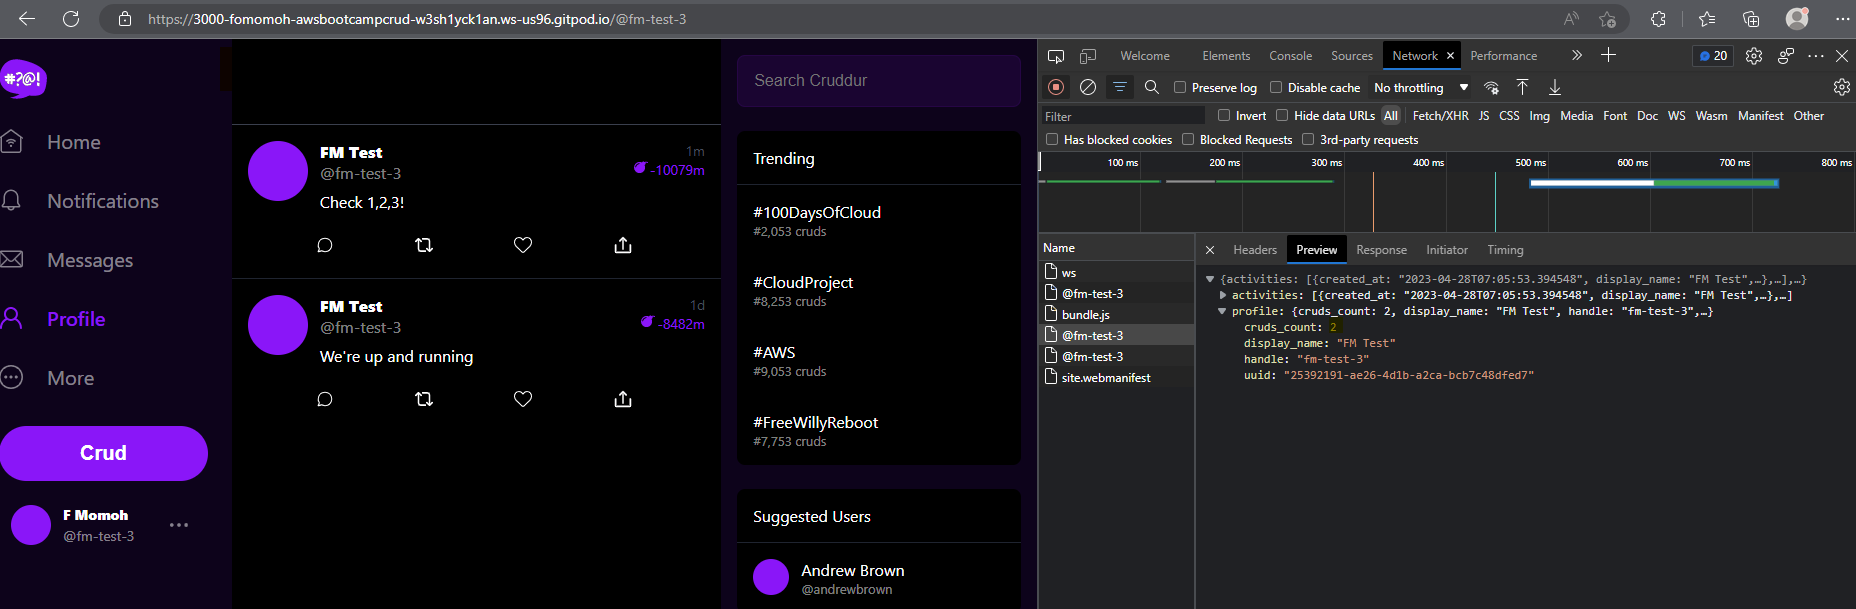 https://3000-fomomoh-awsbootcampcrud-w3sh1yck1an.ws-us96.gitpod.io/@fm-test-3
#?@!
Home
Notifications
Messages
Profile
More
Crud
F Momoh
@fm-test-3
FM Test
@fm-test-3
1m
-10079m
Check 1,2,3!
FM Test
@fm-test-3
1d
-8482m
We're up and running
Search Cruddur
Trending
#100DaysOfCloud
#2,053 cruds
#CloudProject
#8,253 cruds
#AWS
#9,053 cruds
#FreeWillyReboot
#7,753 cruds
Suggested Users
Andrew Brown
@andrewbrown
Welcome Elements Console Sources Network Performance 20
Preserve log Disable cache No throttling
Filter Invert Hide data URLs All Fetch/XHR JS CSS Img Media Font Doc WS Wasm Manifest Other
Has blocked cookies Blocked Requests 3rd-party requests
100 ms 200 ms 300 ms 400 ms 500 ms 600 ms 700 ms 800 ms
Name
ws
@fm-test-3
bundle.js
@fm-test-3
@fm-test-3
site.webmanifest
Headers Preview Response Initiator Timing
{activities: [{created_at: "2023-04-28T07:05:53.394548", display_name: "FM Test",…},…],…}
activities: [{created_at: "2023-04-28T07:05:53.394548", display_name: "FM Test",…},…]
profile: {cruds_count: 2, display_name: "FM Test", handle: "fm-test-3",…}
cruds_count: 2
display_name: "FM Test"
handle: "fm-test-3"
uuid: "25392191-ae26-4d1b-a2ca-bcb7c48dfed7"